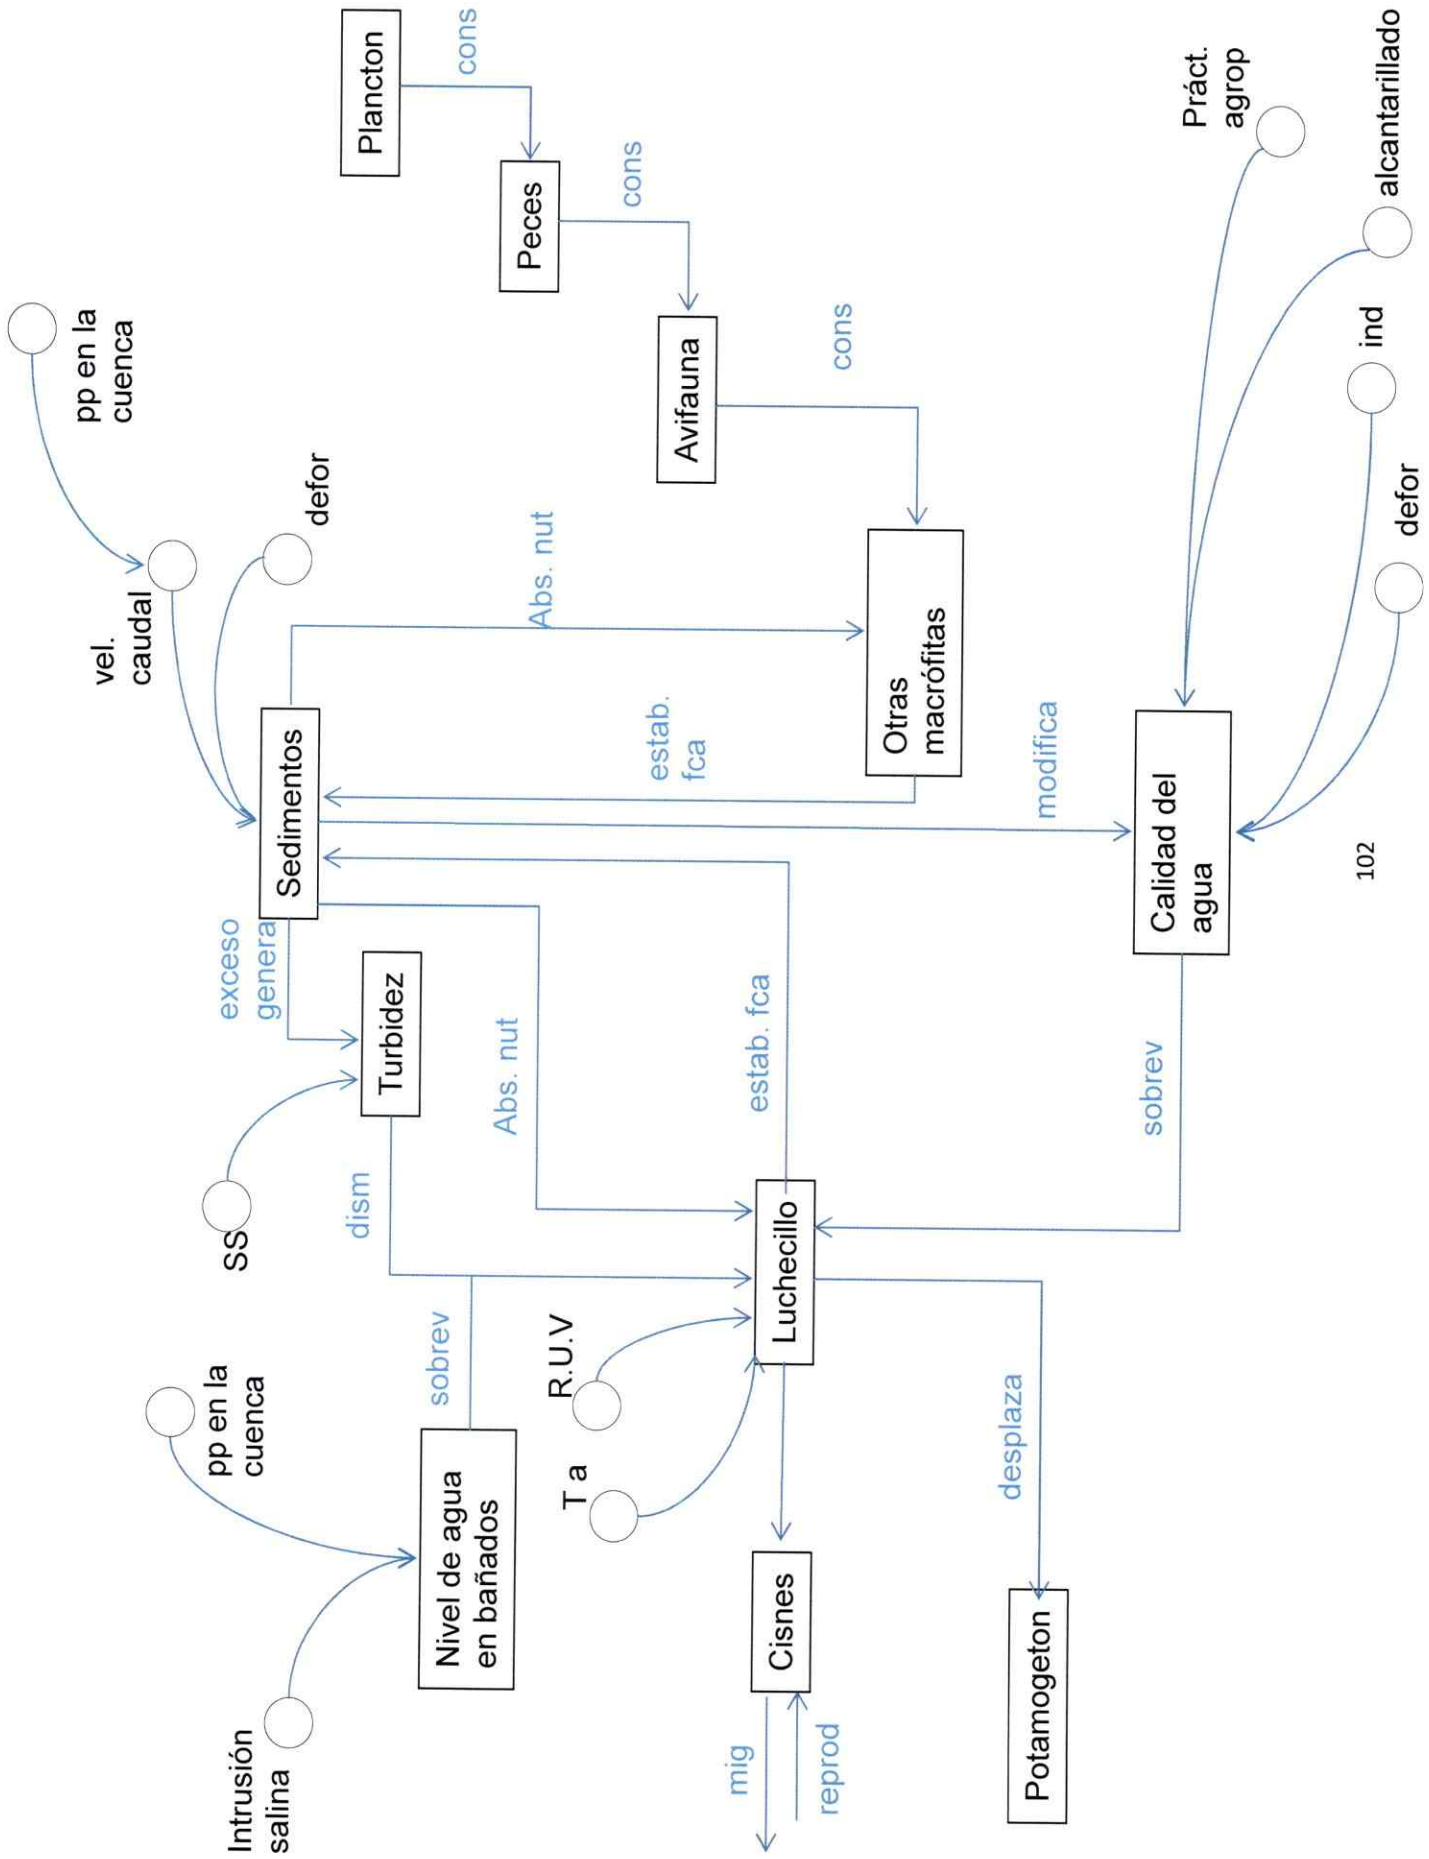 pp en la
cuenca
vel.
caudal
pp en la
cuenca
SS
exceso
genera
Intrusión
salina
defor
Sedimentos
dism
Turbidez
Plancton
sobrev
Nivel de agua
en bañados
cons
Abs. nut
Abs. nut
Peces
R.U.V
T a
cons
estab.
fca
Avifauna
mig
reprod
Cisnes
Luchecillo
estab. fca
cons
Otras
macrófitas
desplaza
Potamogeton
modifica
sobrev
Calidad del
agua
Práct.
agrop
102
ind
alcantarillado
defor